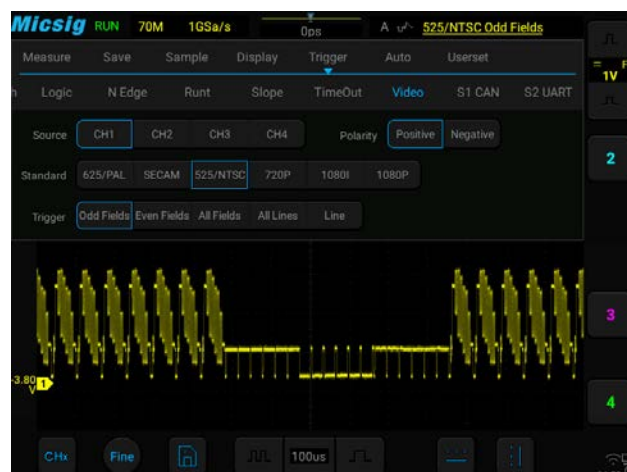 Micsig RUN 70M 1GSa/s 0ps A 525/NTSC Odd Fields
Measure Save Sample Display Trigger Auto Userset
Logic N Edge Runt Slope TimeOut Video S1 CAN S2 UART
1V
Source CH1 CH2 CH3 CH4 Polarity Positive Negative
2
Standard 625/PAL SECAM 525/NTSC 720P 1080I 1080P
Trigger Odd Fields Even Fields All Fields All Lines Line
3
-3.80 V 1
4
CHx Fine 100us